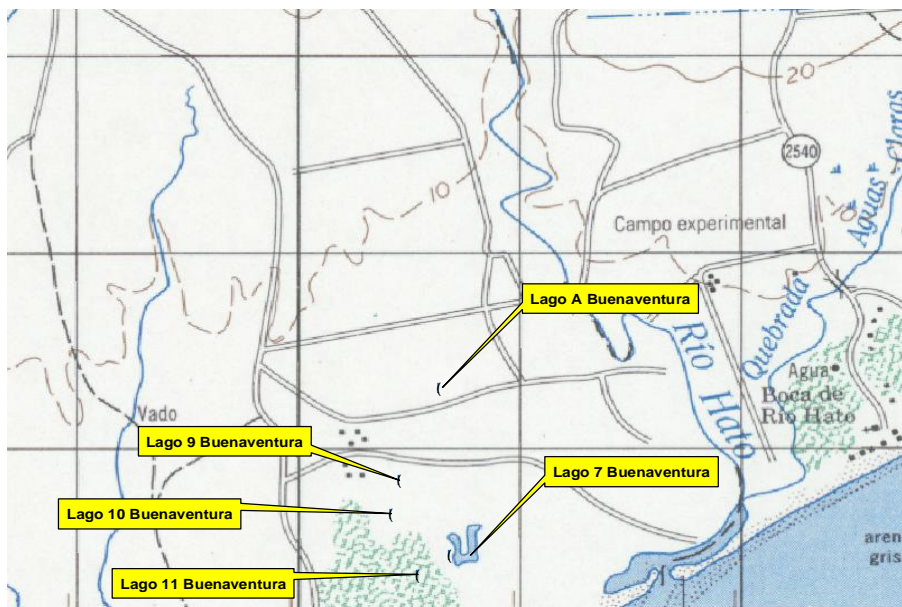 20
2540
Aguas Claras
10
10
Campo experimental
Lago A Buenaventura
Río Hato
Quebrada
Agua
Boca de
Río Hato
Vado
Lago 9 Buenaventura
Lago 7 Buenaventura
Lago 10 Buenaventura
aren
gris
Lago 11 Buenaventura